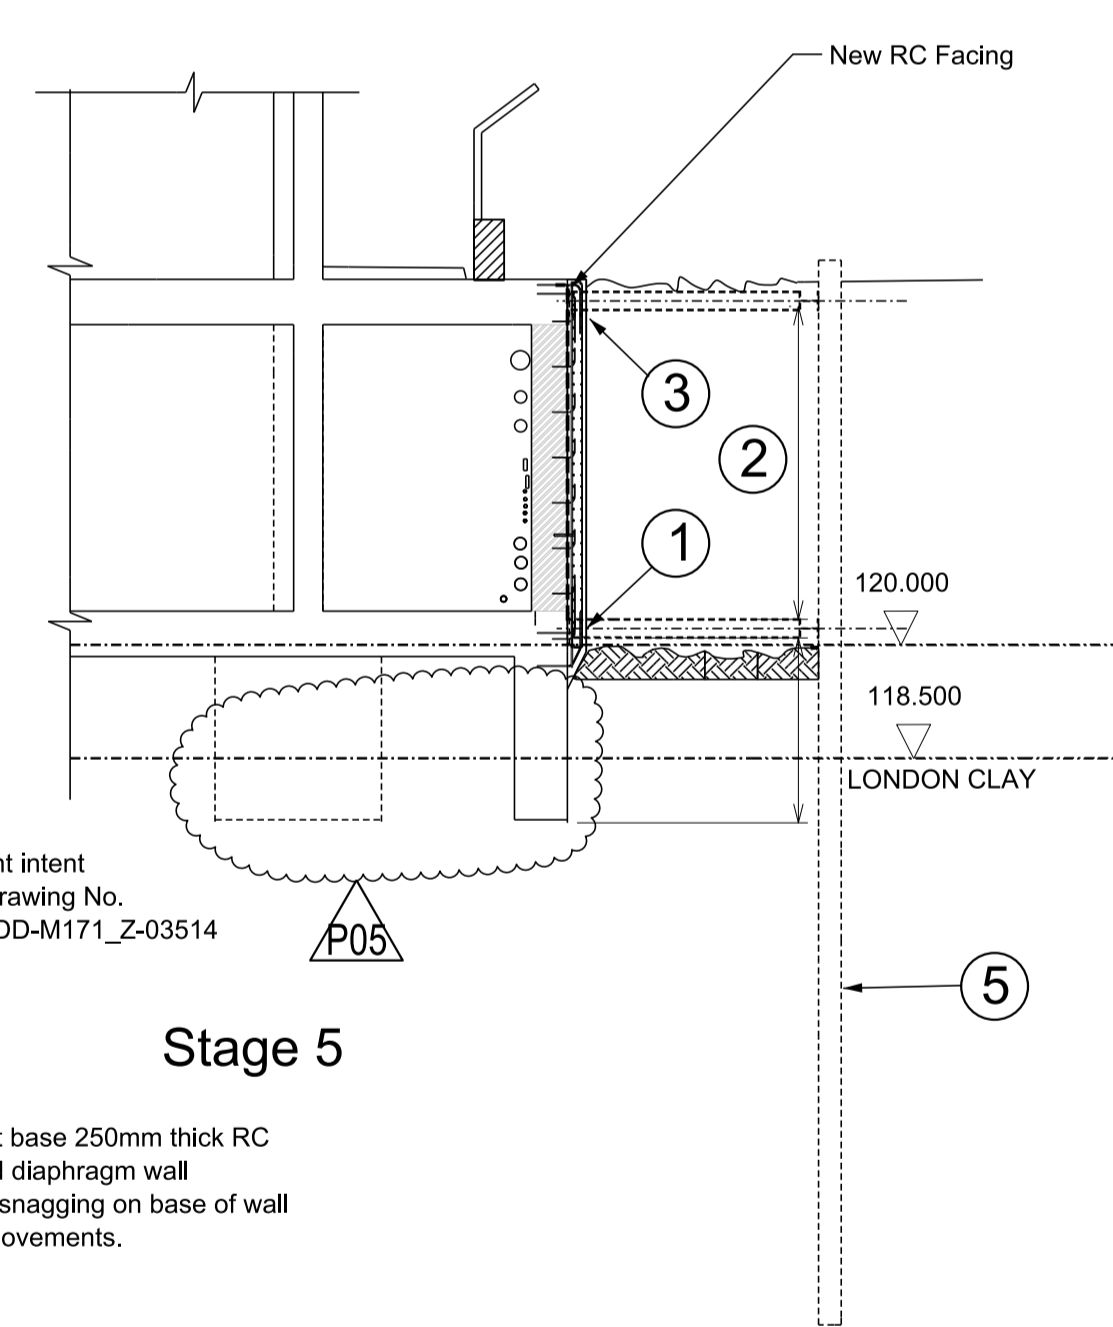 New RC Facing
3
2
1
120.000
118.500
LONDON CLAY
nt intent
rawing No.
DD-M171_Z-03514
P05
5
Stage 5
base 250mm thick RC
diaphragm wall
snagging on base of wall
ovements.